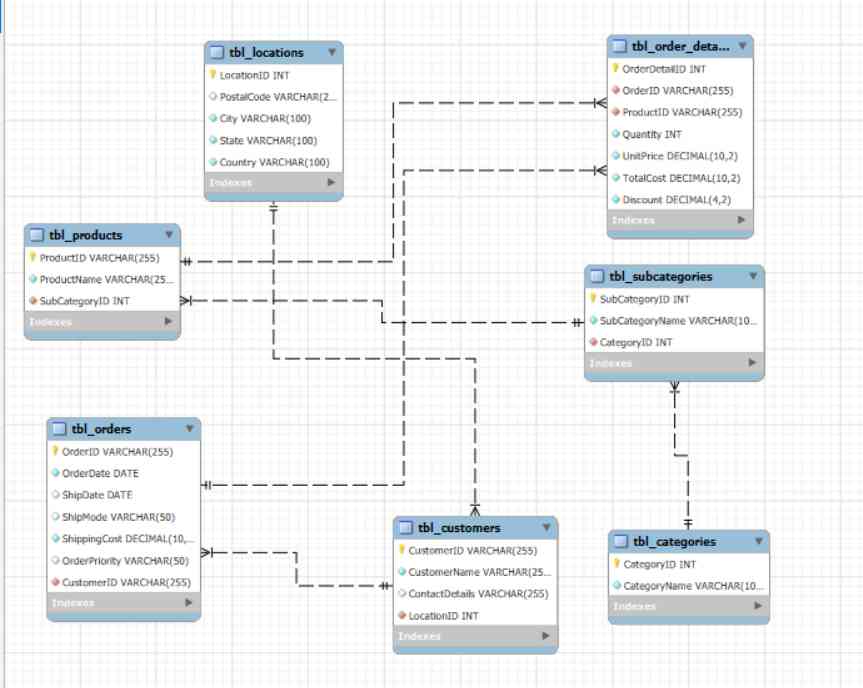 tbl_locations
LocationID INT
PostalCode VARCHAR(2...
City VARCHAR(100)
State VARCHAR(100)
Country VARCHAR(100)
Indexes
tbl_order_deta...
OrderDetailID INT
OrderID VARCHAR(255)
ProductID VARCHAR(255)
Quantity INT
UnitPrice DECIMAL(10,2)
TotalCost DECIMAL(10,2)
Discount DECIMAL(4,2)
Indexes
tbl_products
ProductID VARCHAR(255)
ProductName VARCHAR(25...
SubCategoryID INT
Indexes
tbl_subcategories
SubCategoryID INT
SubCategoryName VARCHAR(10...
CategoryID INT
Indexes
tbl_orders
OrderID VARCHAR(255)
OrderDate DATE
ShipDate DATE
ShipMode VARCHAR(50)
ShippingCost DECIMAL(10,...
OrderPriority VARCHAR(50)
CustomerID VARCHAR(255)
Indexes
tbl_customers
CustomerID VARCHAR(255)
CustomerName VARCHAR(25...
ContactDetails VARCHAR(255)
LocationID INT
Indexes
tbl_categories
CategoryID INT
CategoryName VARCHAR(10...
Indexes